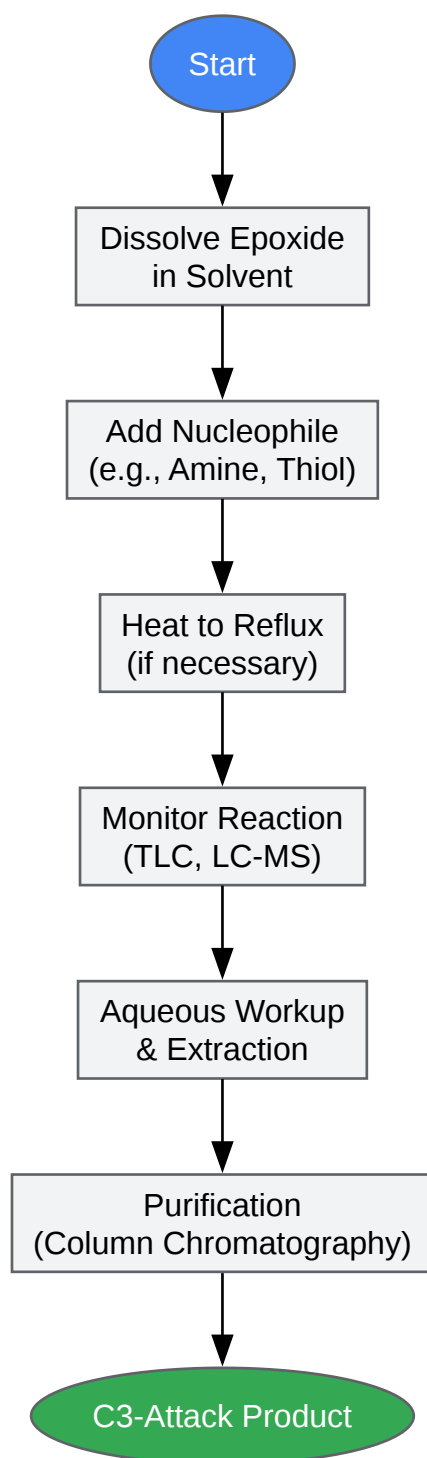 Start
Dissolve Epoxide
in Solvent
Add Nucleophile
(e.g., Amine, Thiol)
Heat to Reflux
(if necessary)
Monitor Reaction
(TLC, LC-MS)
Aqueous Workup
& Extraction
Purification
(Column Chromatography)
C3-Attack Product